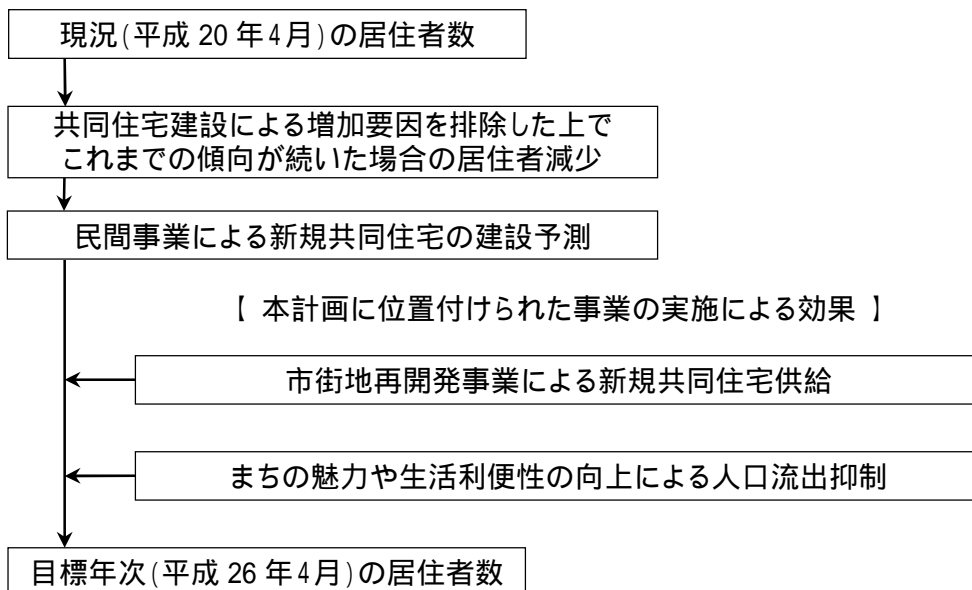 現況(平成 20 年4月)の居住者数
共同住宅建設による増加要因を排除した上で
これまでの傾向が続いた場合の居住者減少
民間事業による新規共同住宅の建設予測
【 本計画に位置付けられた事業の実施による効果 】
市街地再開発事業による新規共同住宅供給
まちの魅力や生活利便性の向上による人口流出抑制
目標年次(平成 26 年4月)の居住者数